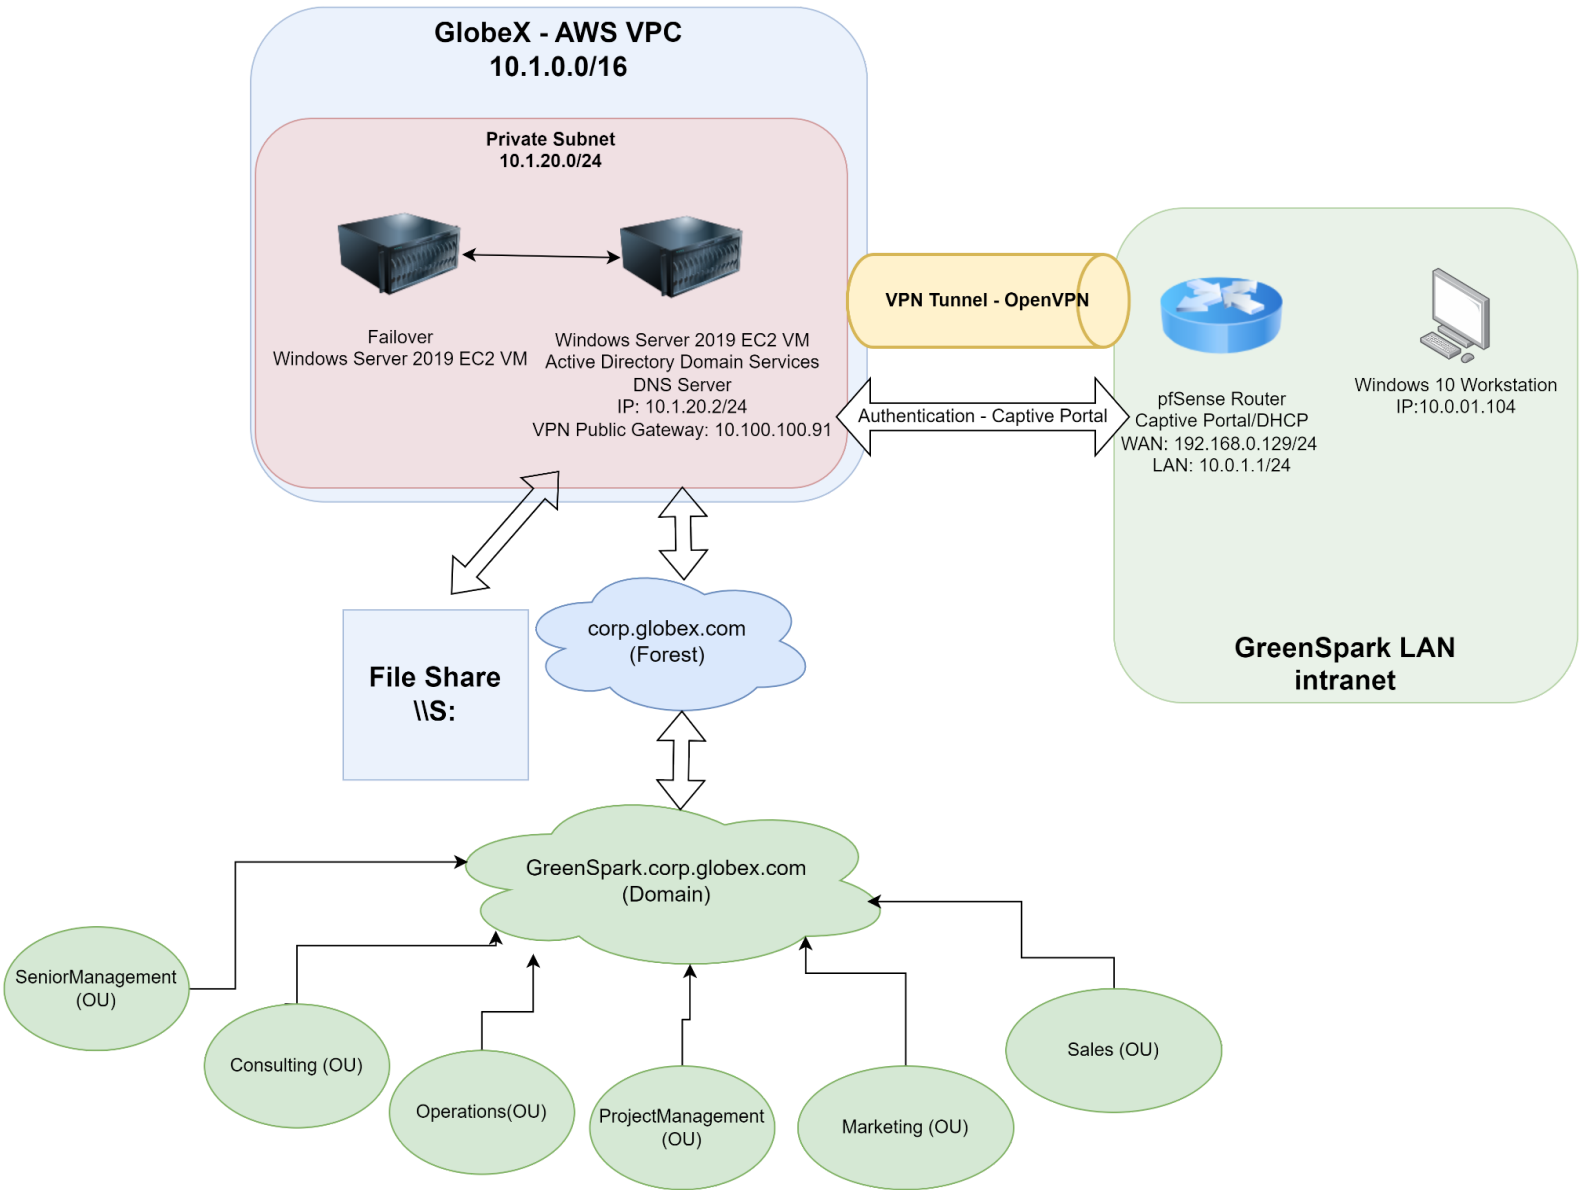 GlobeX - AWS VPC
10.1.0.0/16
Private Subnet
10.1.20.0/24
Failover
Windows Server 2019 EC2 VM
Windows Server 2019 EC2 VM
Active Directory Domain Services
DNS Server
IP: 10.1.20.2/24
VPN Public Gateway: 10.100.100.91
VPN Tunnel - OpenVPN
Authentication - Captive Portal
pfSense Router
Captive Portal/DHCP
WAN: 192.168.0.129/24
LAN: 10.0.1.1/24
Windows 10 Workstation
IP:10.0.01.104
GreenSpark LAN
intranet
File Share
\\S:
corp.globex.com
(Forest)
GreenSpark.corp.globex.com
(Domain)
SeniorManagement
(OU)
Consulting (OU)
Operations(OU)
ProjectManagement
(OU)
Marketing (OU)
Sales (OU)